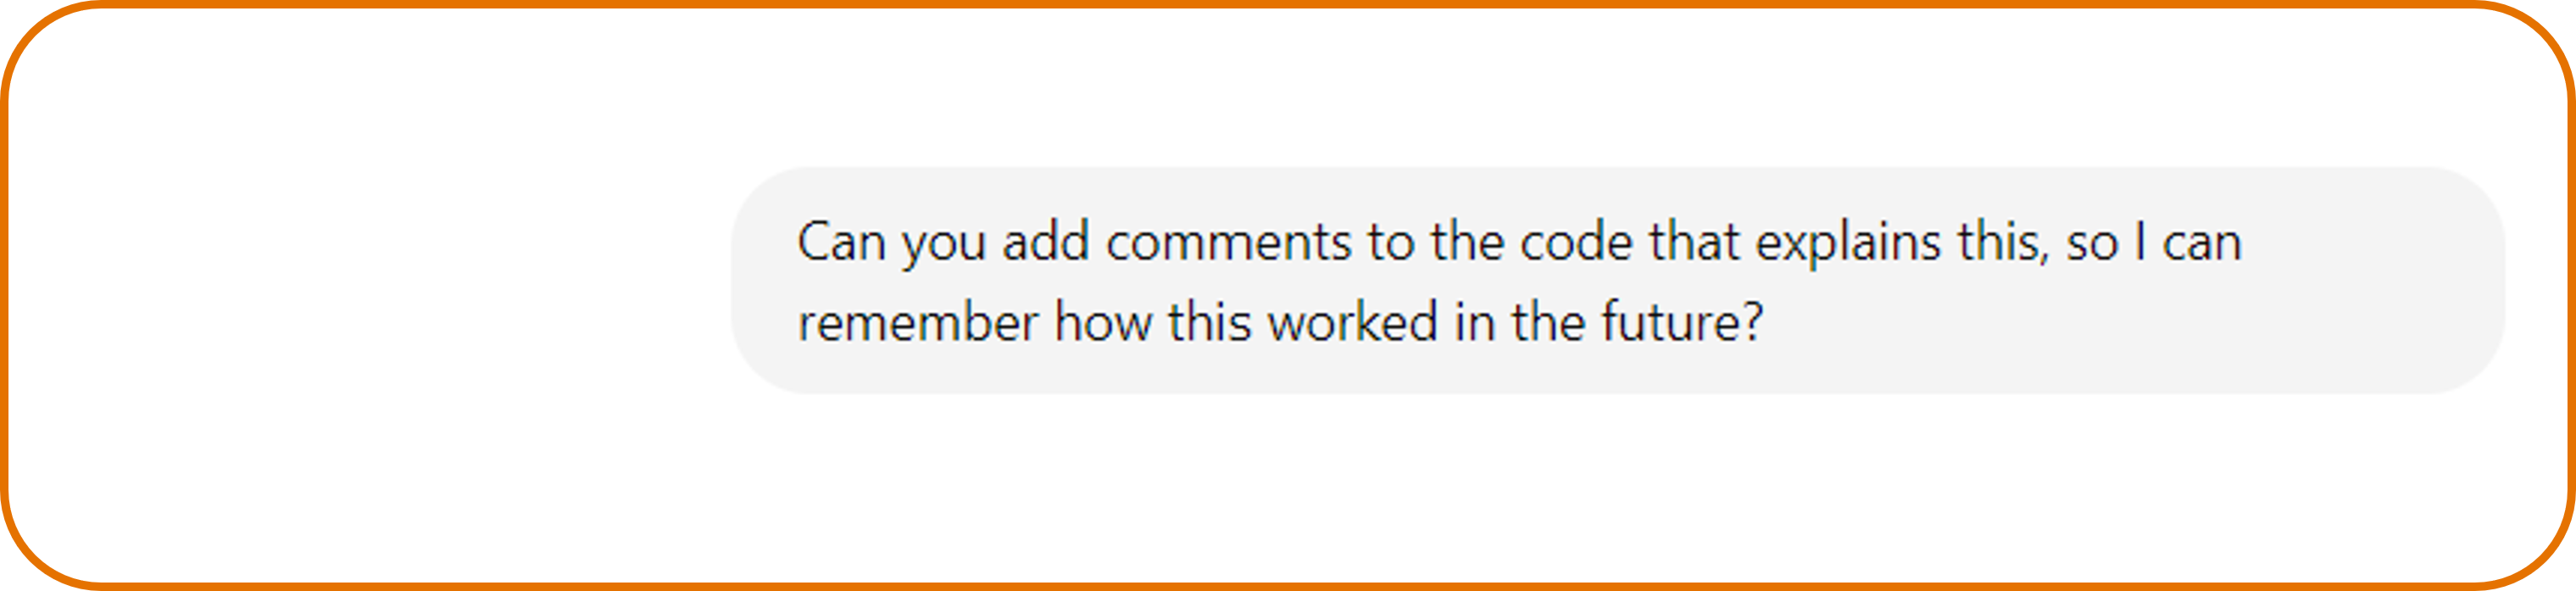 Can you add comments to the code that explains this, so I can
remember how this worked in the future?